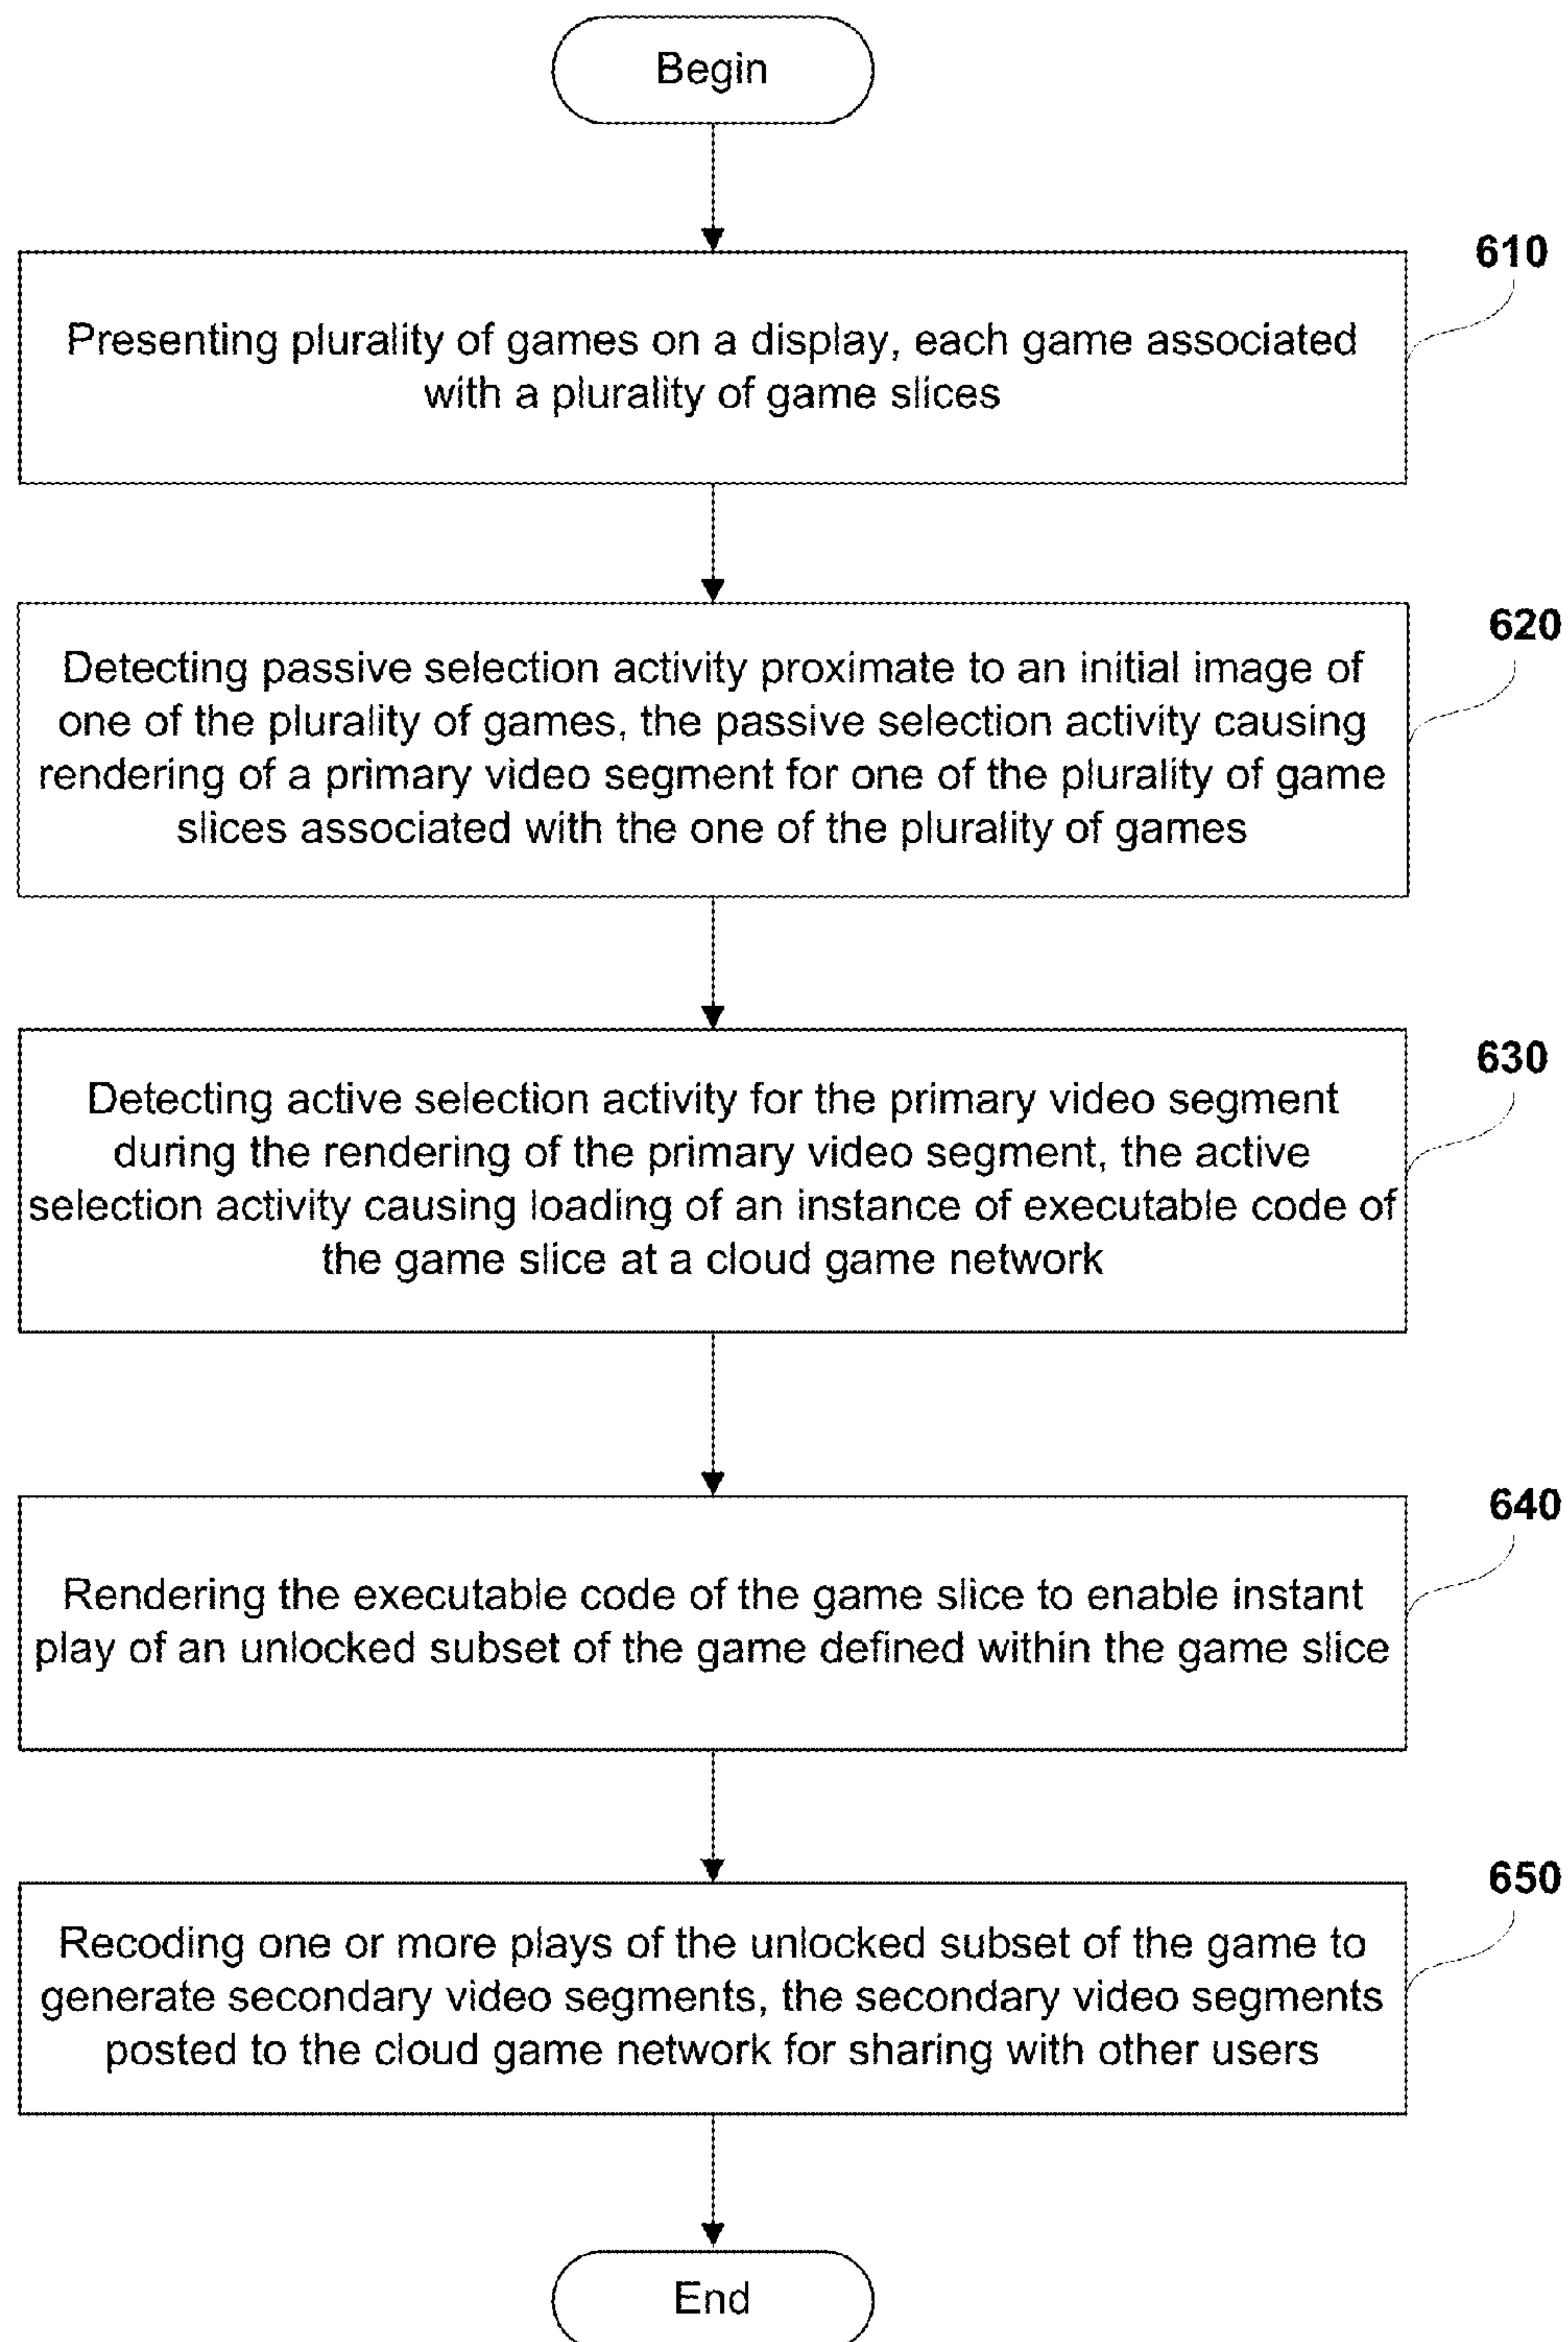 Begin
610
Presenting plurality of games on a display, each game associated
with a plurality of game slices
620
Detecting passive selection activity proximate to an initial image of
one of the plurality of games, the passive selection activity causing
rendering of a primary video segment for one of the plurality of game
slices associated with the one of the plurality of games
630
Detecting active selection activity for the primary video segment
during the rendering of the primary video segment, the active
selection activity causing loading of an instance of executable code of
the game slice at a cloud game network
640
Rendering the executable code of the game slice to enable instant
play of an unlocked subset of the game defined within the game slice
650
Recoding one or more plays of the unlocked subset of the game to
generate secondary video segments, the secondary video segments
posted to the cloud game network for sharing with other users
End